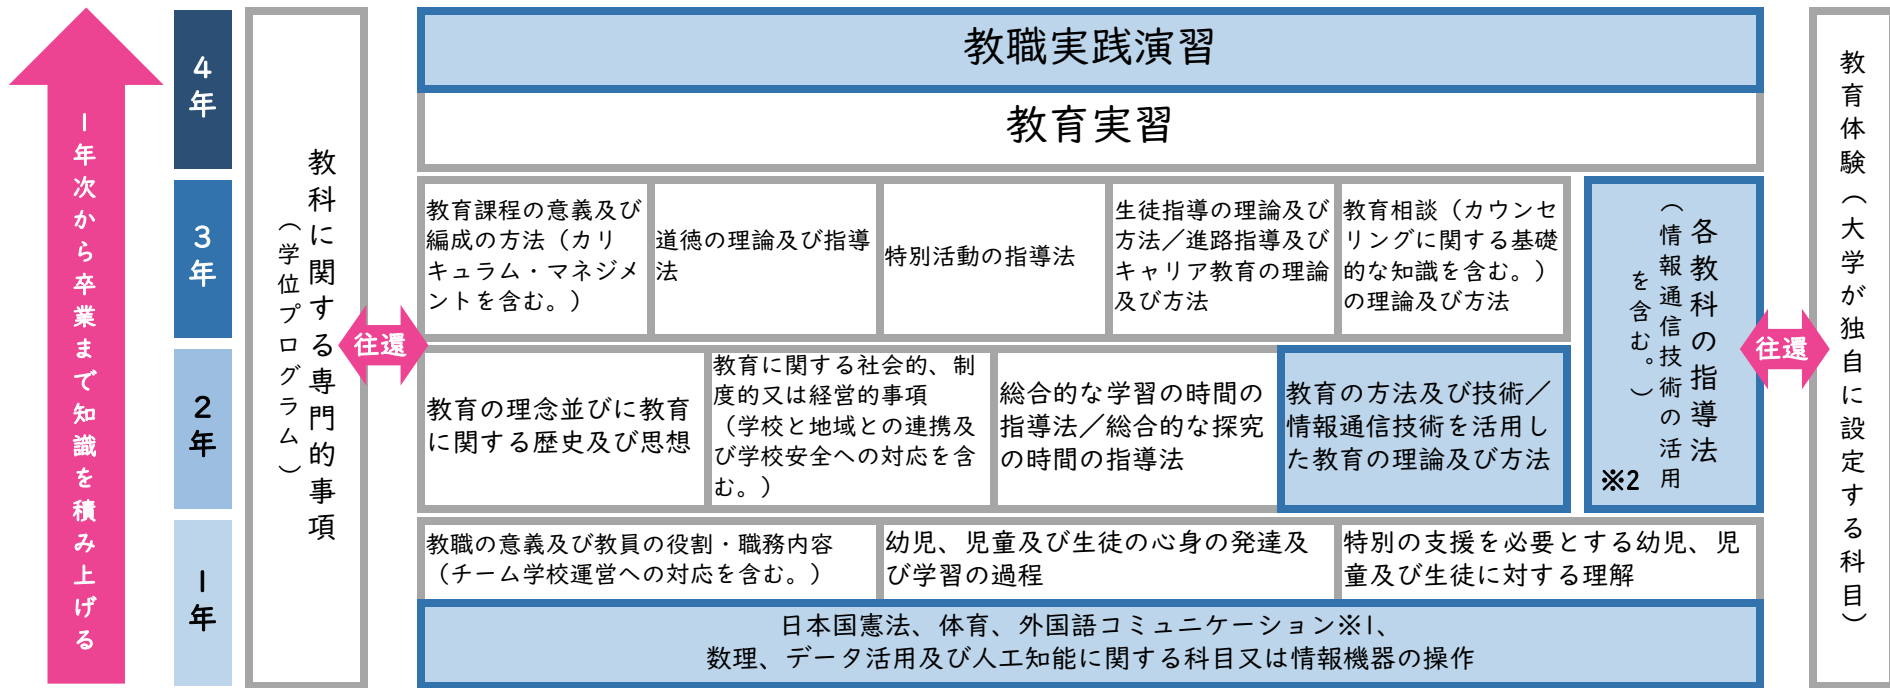 1年次から卒業まで知識を積み上げる
4年
3年
2年
1年
教科に関する専門的事項
（学位プログラム）
往還
教職実践演習
教育実習
教育課程の意義及び
編成の方法（カリ
キュラム・マネジメ
ントを含む。）
道徳の理論及び指導
法
特別活動の指導法
生徒指導の理論及び
方法／進路指導及び
キャリア教育の理論
及び方法
教育相談（カウンセ
リングに関する基礎
的な知識を含む。）
の理論及び方法
各教科の指導法
（情報通信技術の活用
を含む。）
※2
教育の理念並びに教育
に関する歴史及び思想
教育に関する社会的、制
度的又は経営的事項
（学校と地域との連携及
び学校安全への対応を含
む。）
総合的な学習の時間の
指導法／総合的な探究
の時間の指導法
教育の方法及び技術／
情報通信技術を活用し
た教育の理論及び方法
教職の意義及び教員の役割・職務内容
（チーム学校運営への対応を含む。）
幼児、児童及び生徒の心身の発達及
び学習の過程
特別の支援を必要とする幼児、児
童及び生徒に対する理解
日本国憲法、体育、外国語コミュニケーション※1、
数理、データ活用及び人工知能に関する科目又は情報機器の操作
往還
教育体験（大学が独自に設定する科目）